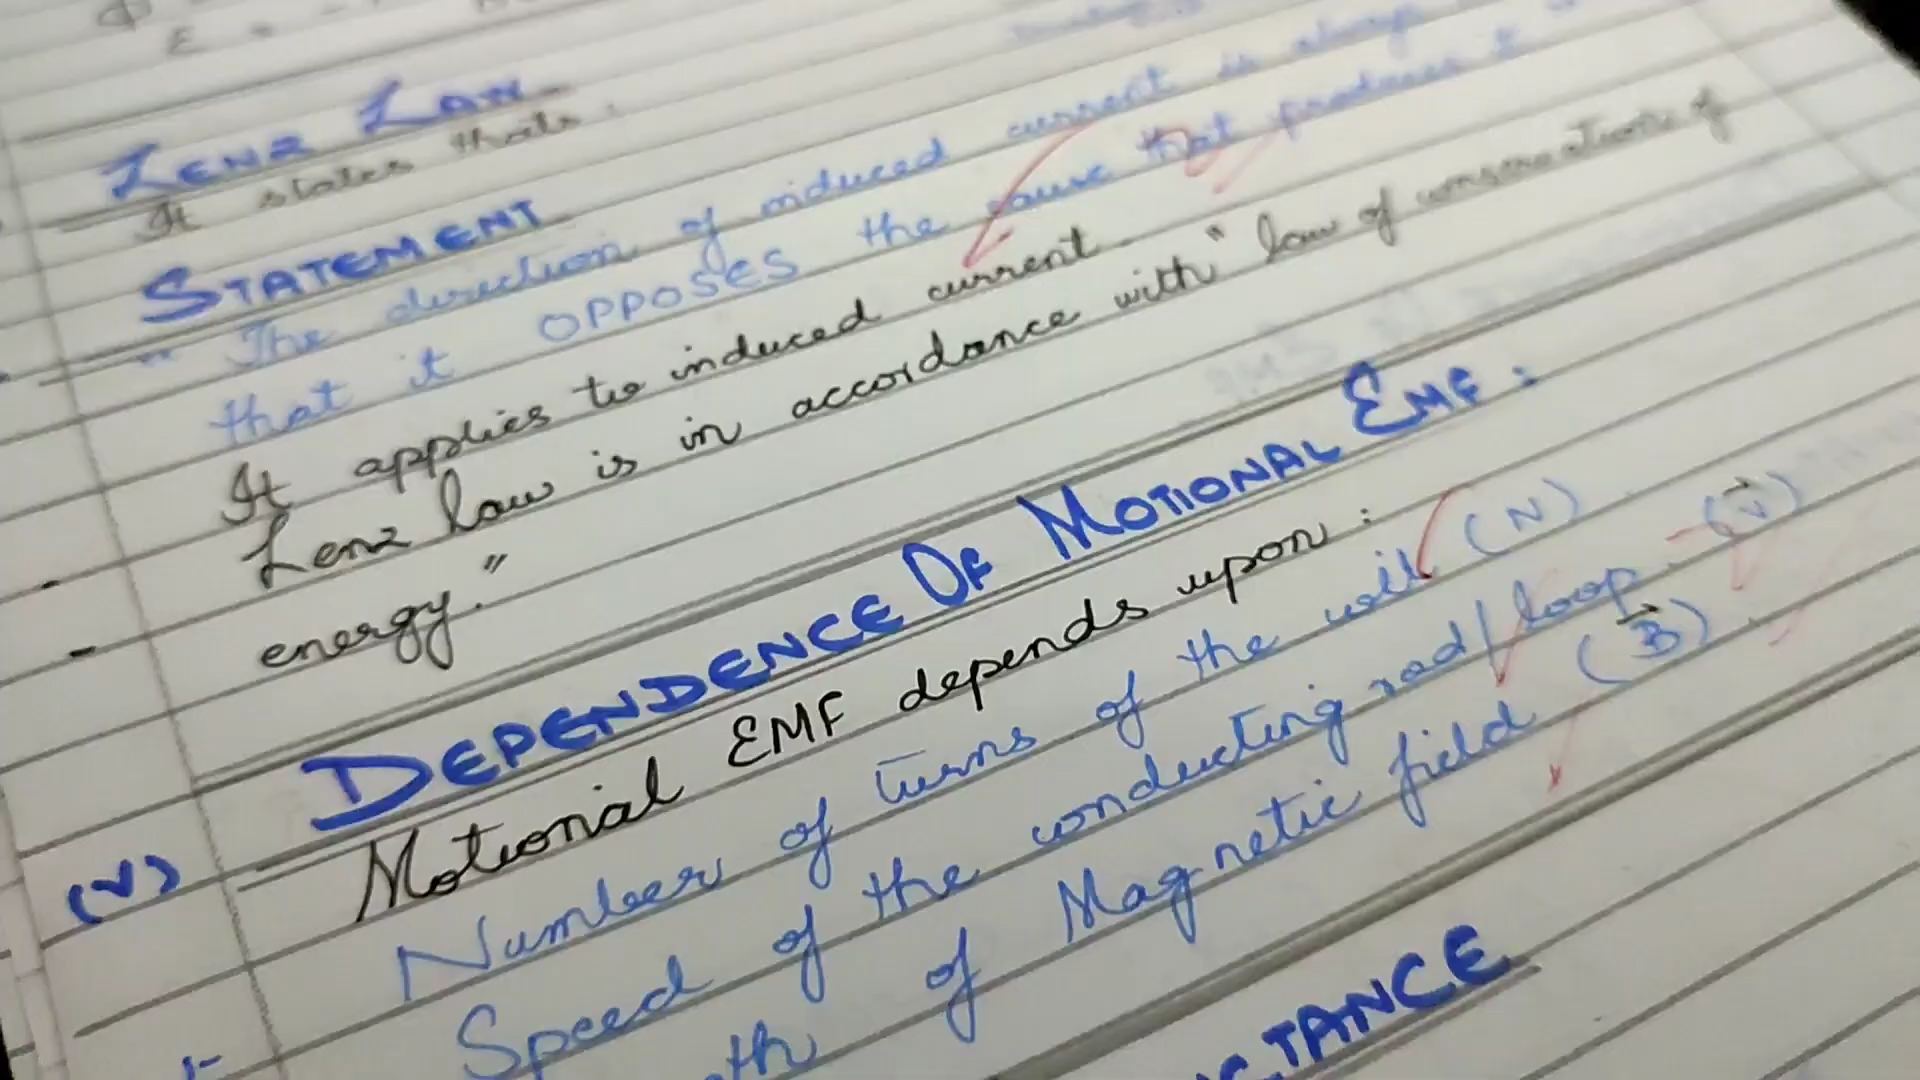 ε = -
LENZ LAW
It states that:
STATEMENT
" The direction of induced current is always
that it OPPOSES the cause that produces it "
It applies to induced current.
- Lenz law is in accordance with " law of conservation of
- energy. "
DEPENDENCE OF MOTIONAL EMF :
(V) Motional EMF depends upon :
Number of turns of the coil (N)
Speed of the conducting rod/loop. (v⃗)
of Magnetic field (B⃗)
TANCE